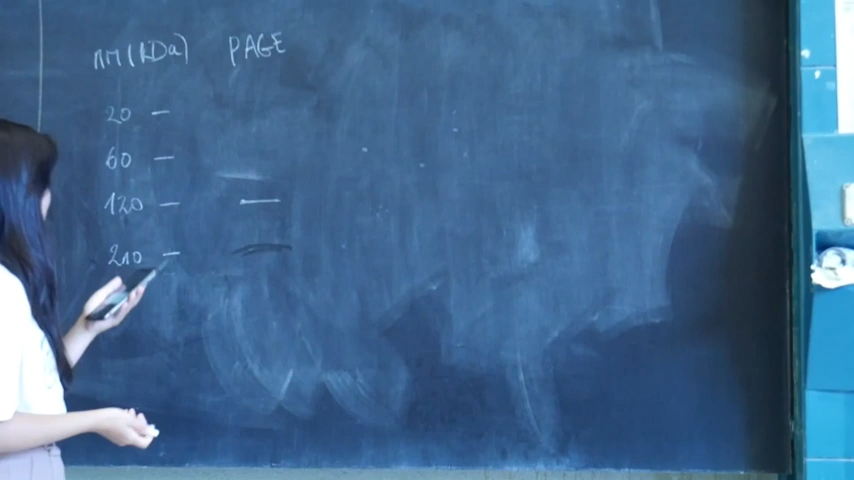 MM (kDa) PAGE
20 —
60 —
120 — —
210 —